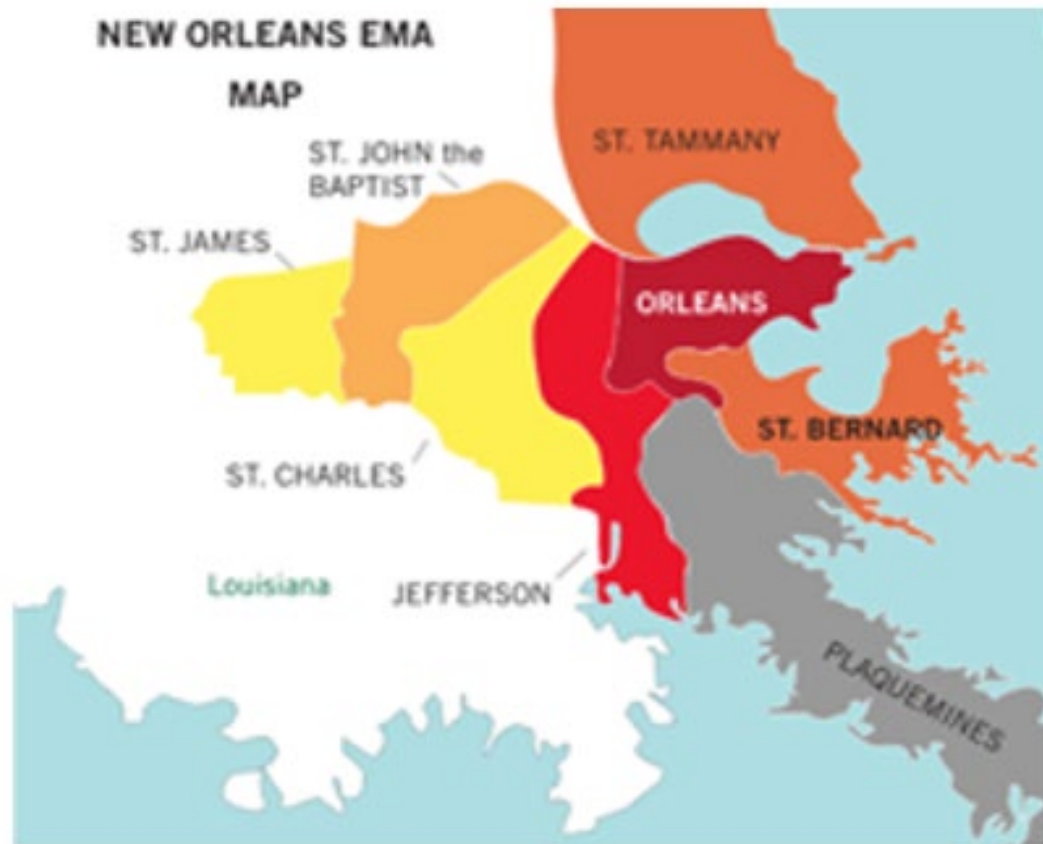 NEW ORLEANS EMA
MAP
ST. TAMMANY
ST. JOHN the
BAPTIST
ST. JAMES
ORLEANS
ST. BERNARD
ST. CHARLES
Louisiana
JEFFERSON
PLAQUEMINES